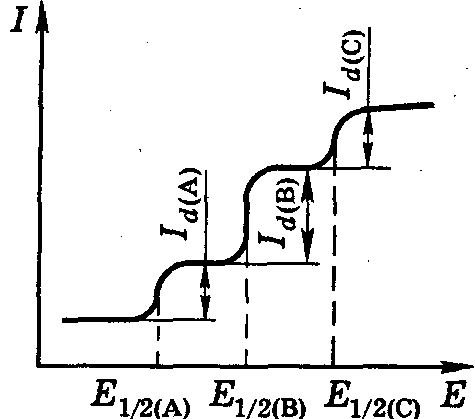 I
I_d(C)
I_d(A)
I_d(B)
E_1/2(A) E_1/2(B) E_1/2(C) E